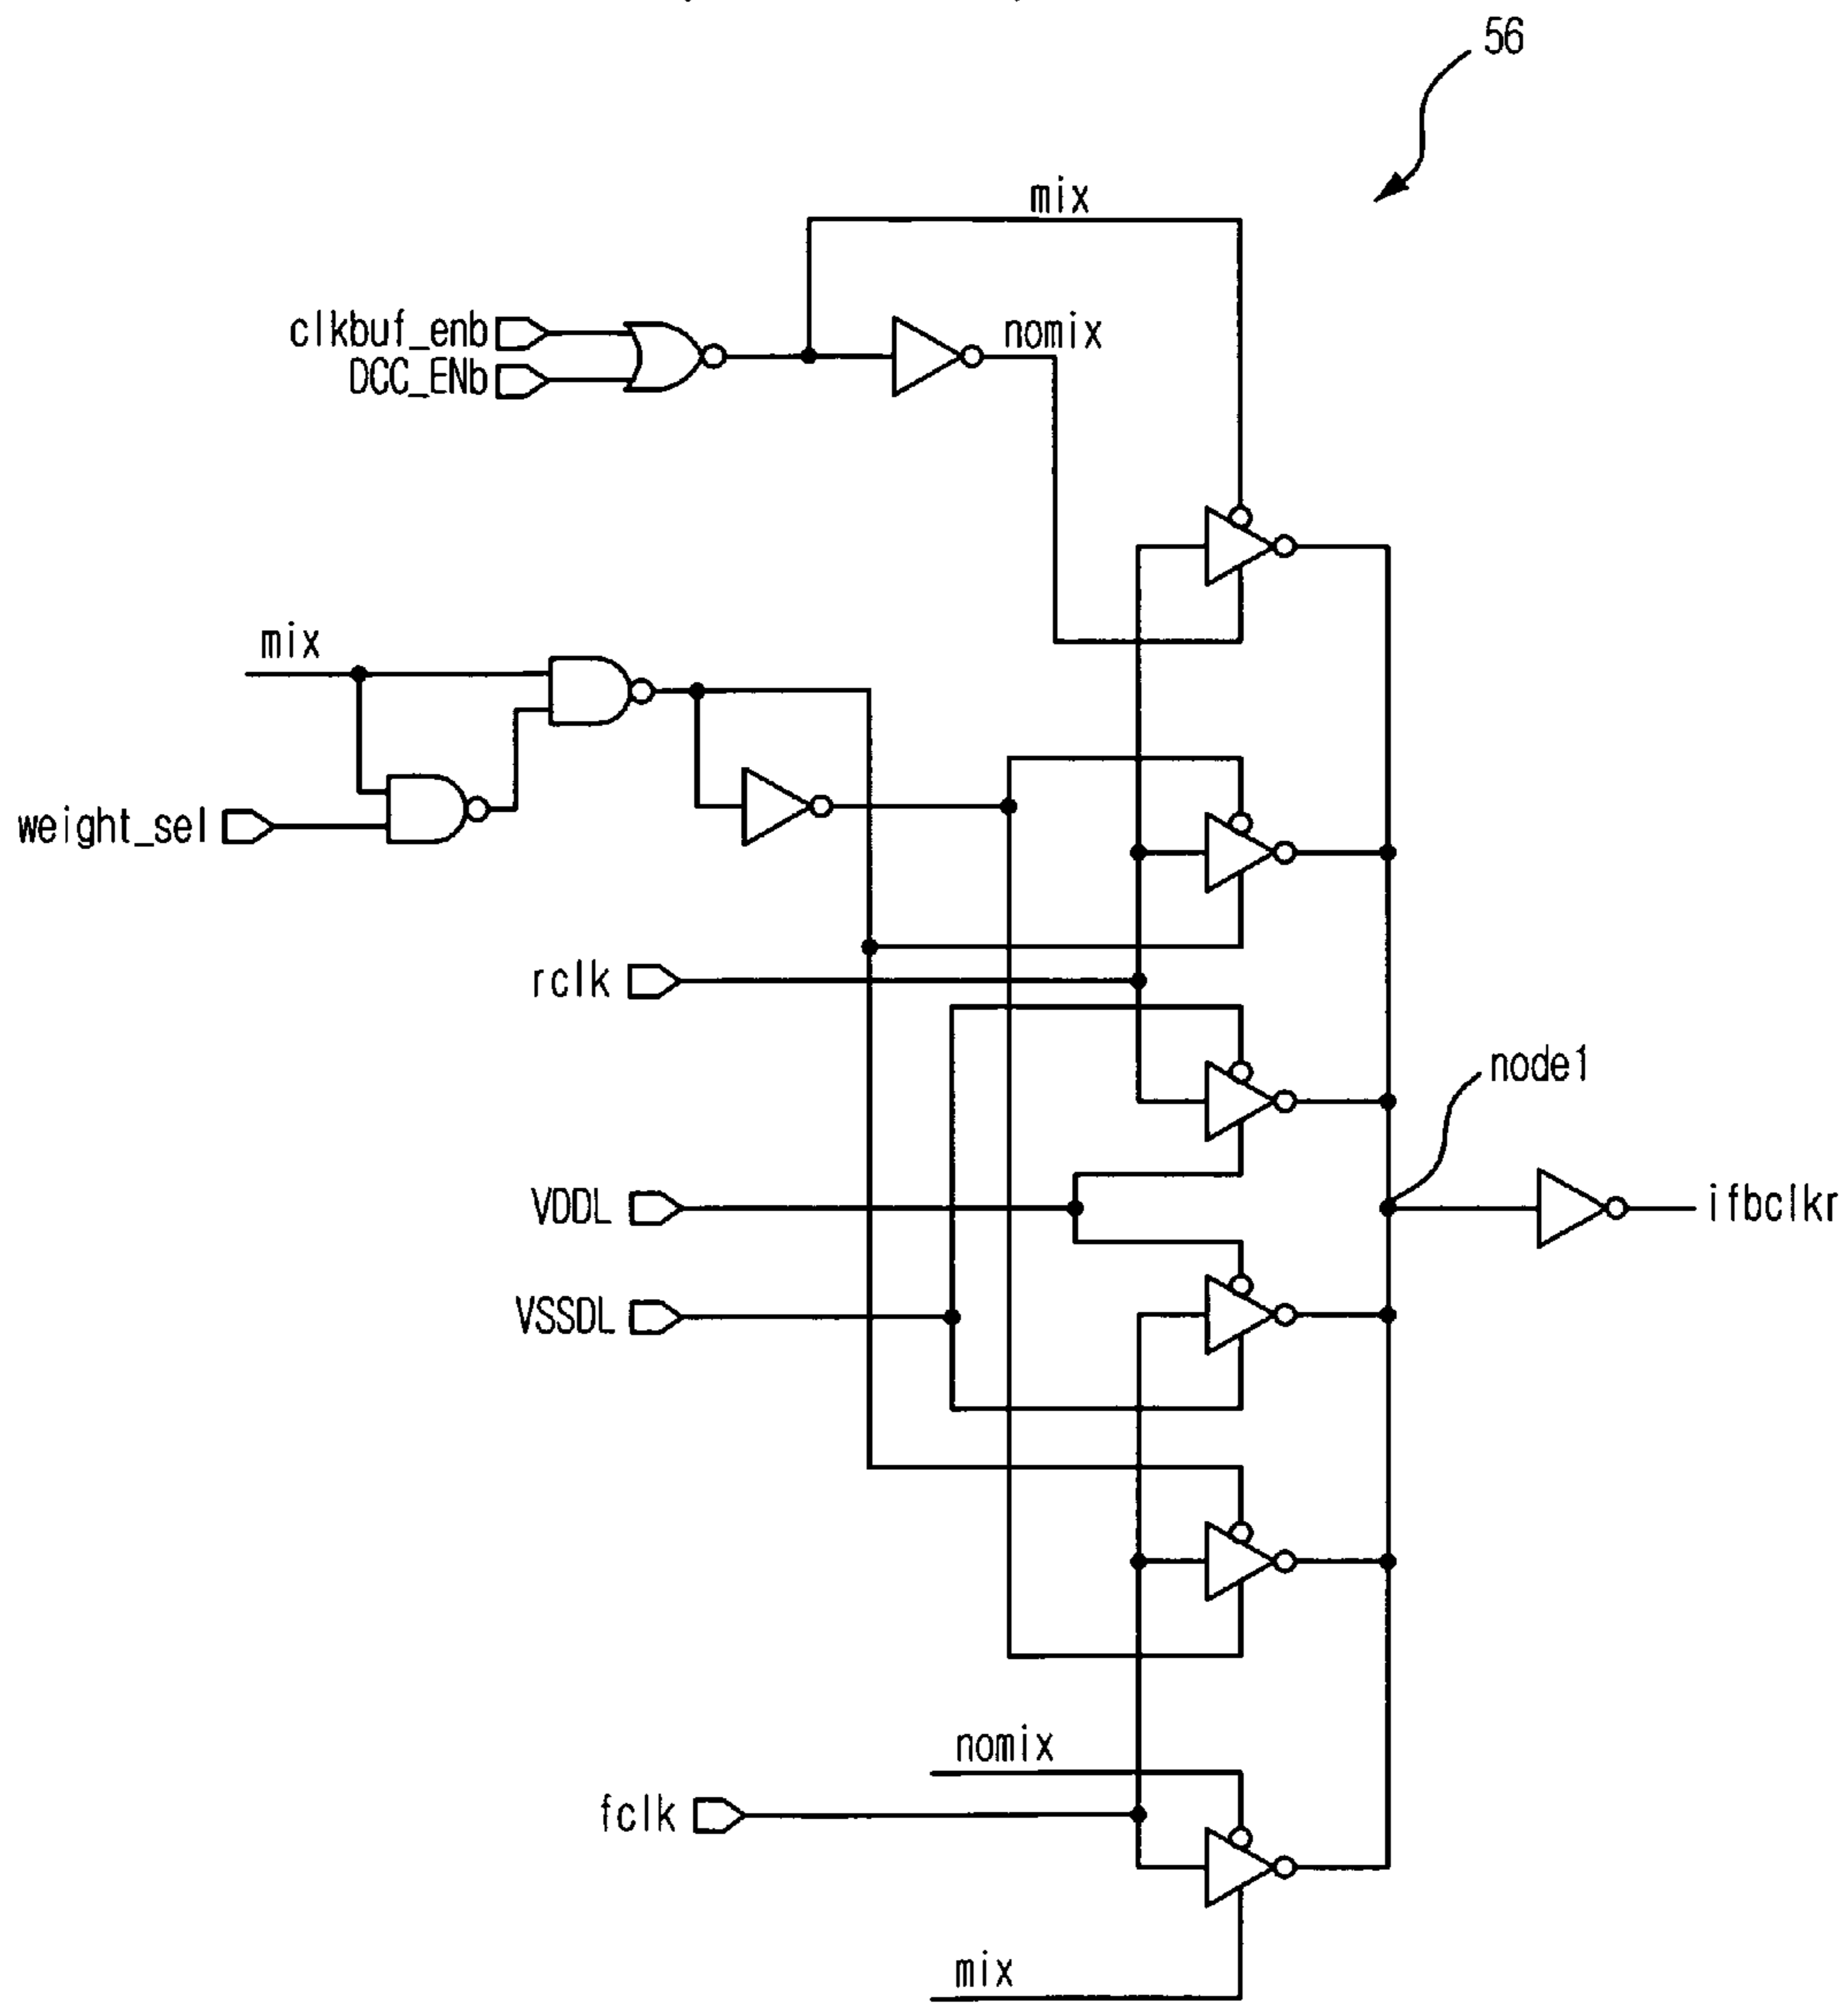 56
mix
clkbuf_enb
nomix
DCC_ENb
mix
weight_sel
rclk
node1
VDDL
ifbclkr
VSSDL
nomix
fclk
mix